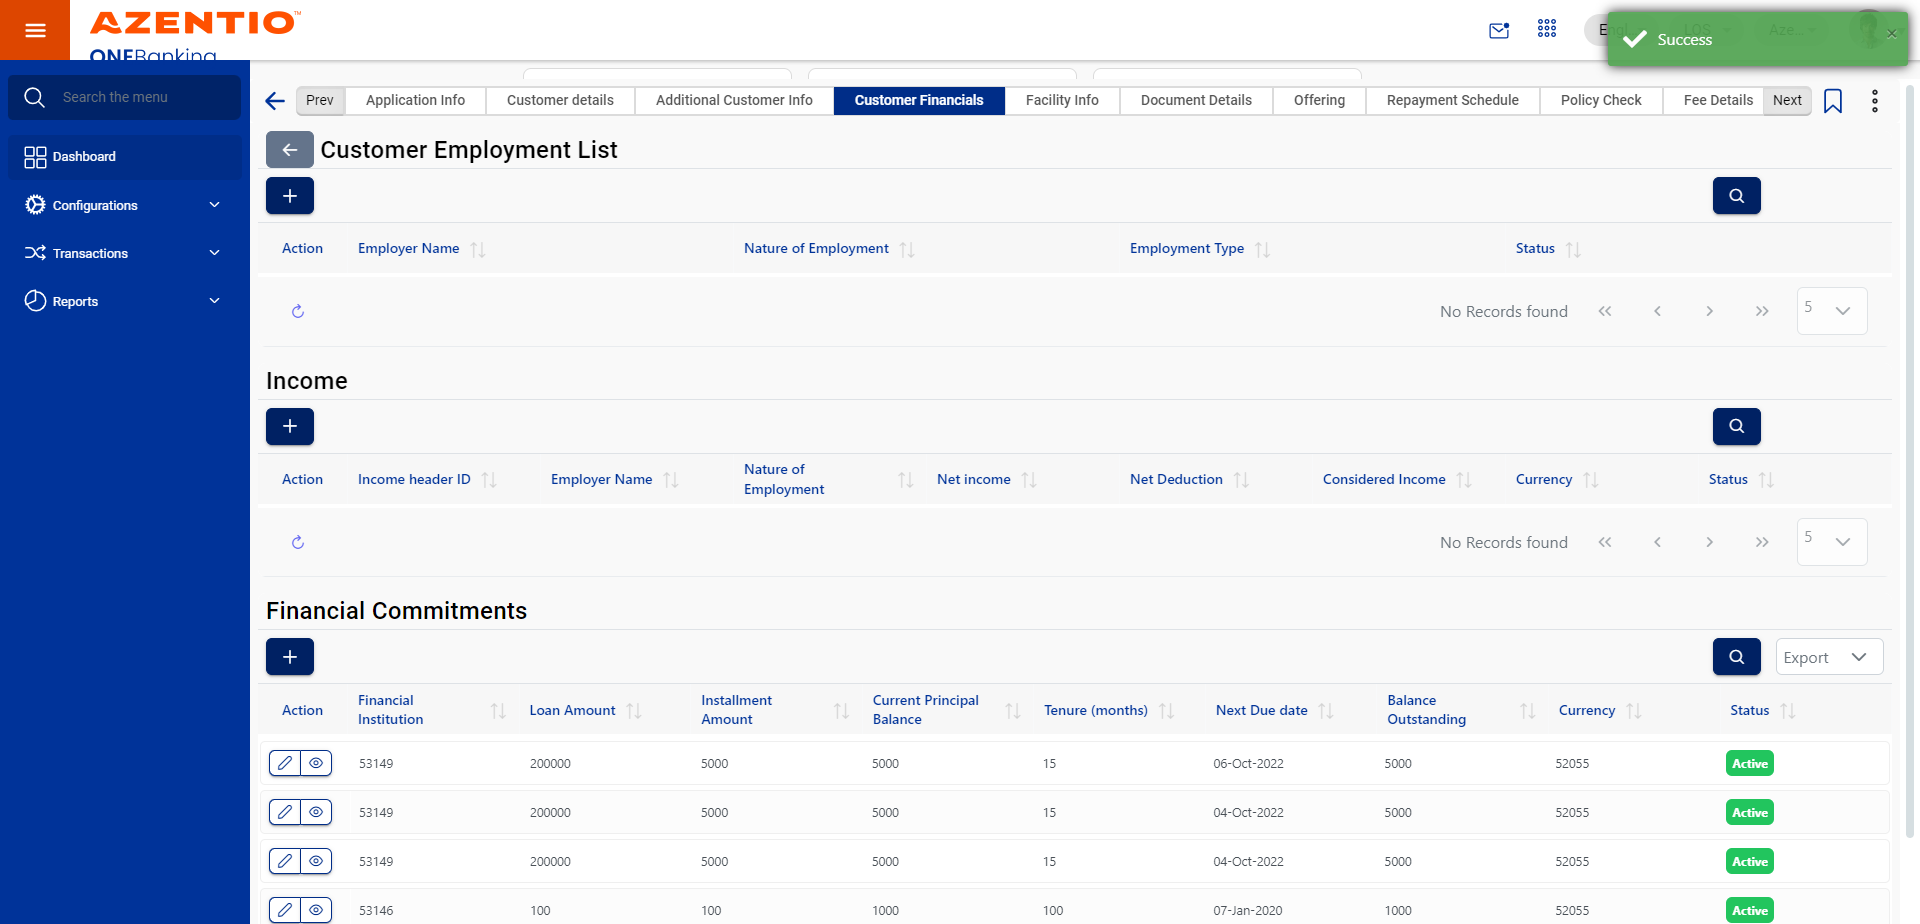 AZENTIO™
ONEBanking
Success
Search the menu
Dashboard
Configurations
Transactions
Reports
Prev
Application Info
Customer details
Additional Customer Info
Customer Financials
Facility Info
Document Details
Offering
Repayment Schedule
Policy Check
Fee Details
Next
Customer Employment List
Action Employer Name Nature of Employment Employment Type Status
No Records found 5
Income
Action Income header ID Employer Name Nature of Employment Net income Net Deduction Considered Income Currency Status
No Records found 5
Financial Commitments
Export
Action Financial Institution Loan Amount Installment Amount Current Principal Balance Tenure (months) Next Due date Balance Outstanding Currency Status
53149 200000 5000 5000 15 06-Oct-2022 5000 52055 Active
53149 200000 5000 5000 15 04-Oct-2022 5000 52055 Active
53149 200000 5000 5000 15 04-Oct-2022 5000 52055 Active
53146 100 100 1000 100 07-Jan-2020 1000 52055 Active